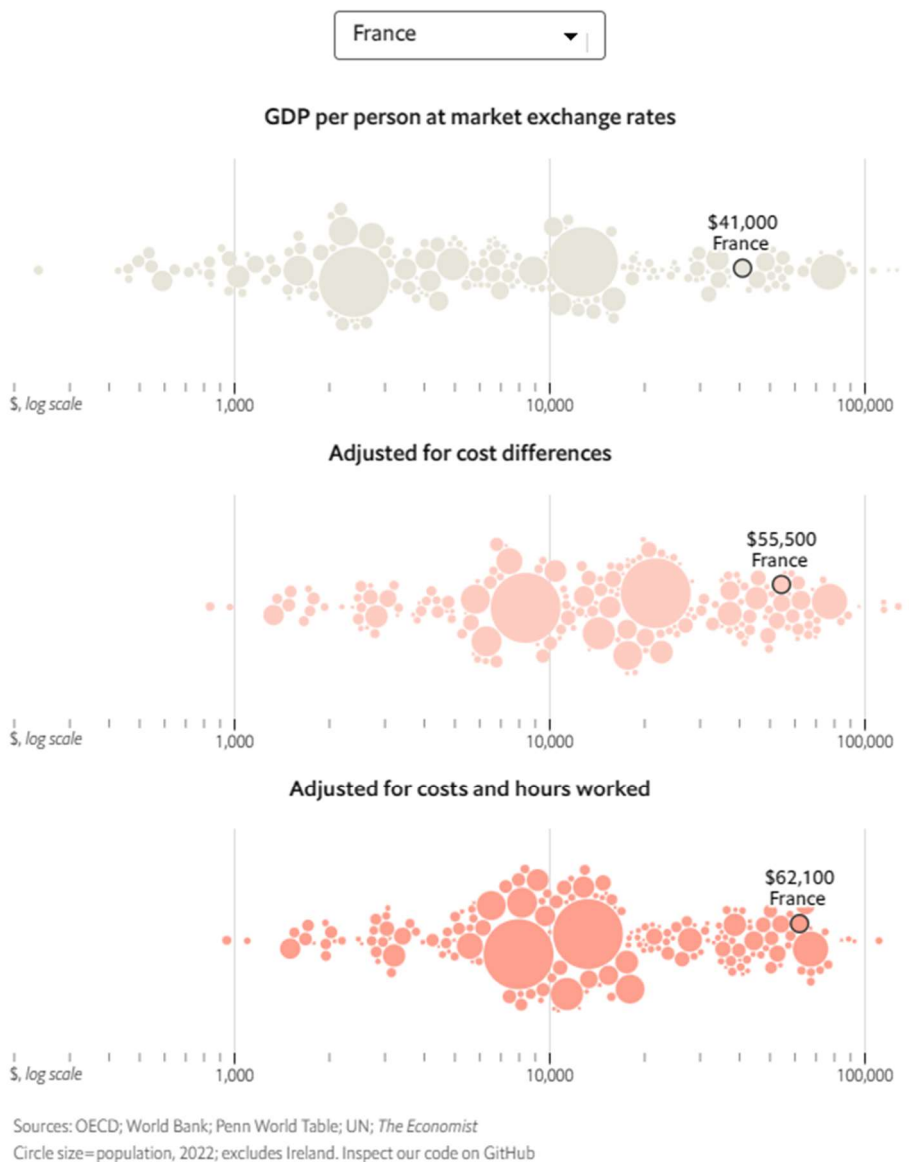 France
GDP per person at market exchange rates
$41,000
France
$, log scale
1,000
10,000
100,000
Adjusted for cost differences
$55,500
France
$, log scale
1,000
10,000
100,000
Adjusted for costs and hours worked
$62,100
France
$, log scale
1,000
10,000
100,000
Sources: OECD; World Bank; Penn World Table; UN; The Economist
Circle size=population, 2022; excludes Ireland. Inspect our code on GitHub